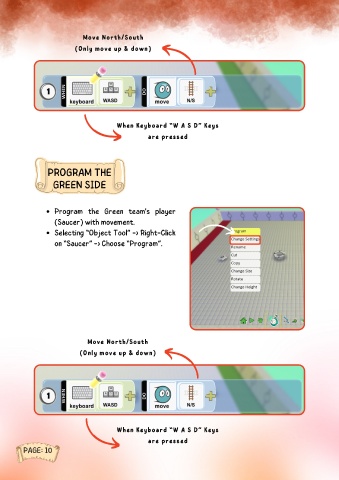 Move North/South
(Only move up & down)
1
WHEN
keyboard
WASD
DO
move
N/S
When Keyboard "W A S D" Keys
are pressed
PROGRAM THE
GREEN SIDE
• Program the Green team's player
(Saucer) with movement.
• Selecting "Object Tool" -> Right-Click
on "Saucer" -> Choose "Program".
Program
Change Settings
Rename
Cut
Copy
Change Size
Rotate
Change Height
Move North/South
(Only move up & down)
1
WHEN
keyboard
WASD
DO
move
N/S
When Keyboard "W A S D" Keys
are pressed
PAGE: 10